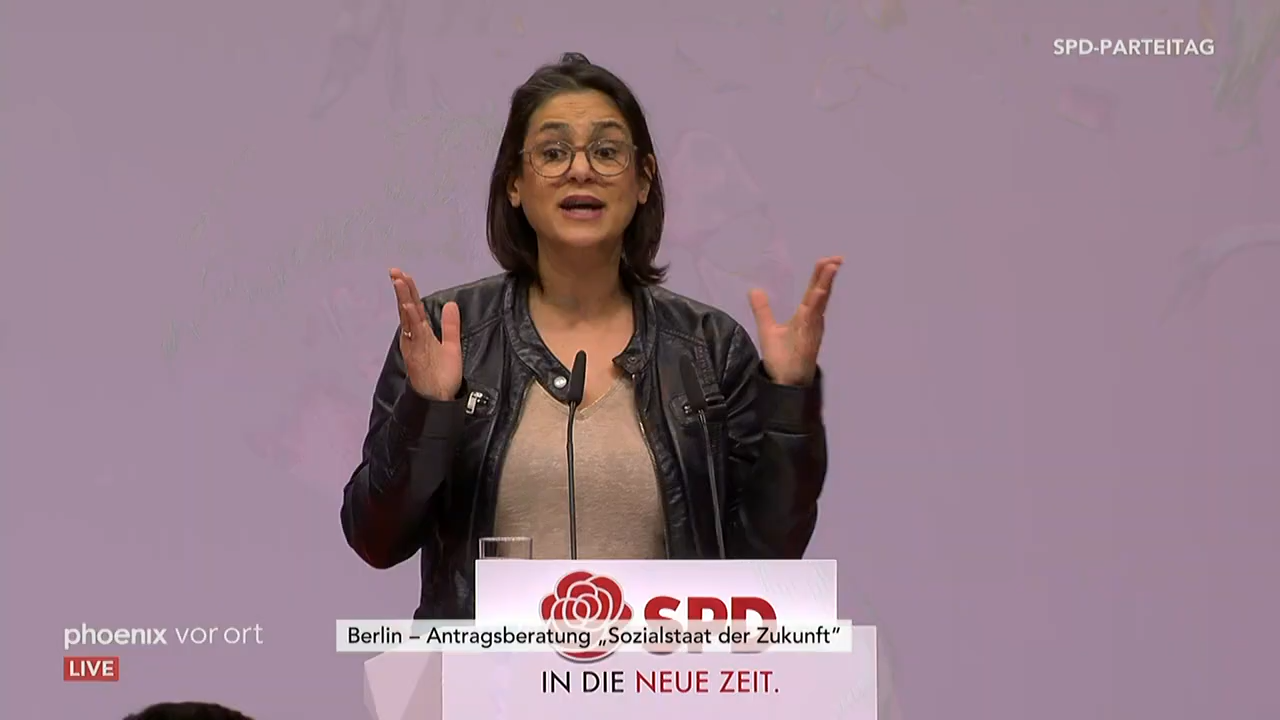 SPD-PARTEITAG
SPD
phoenix vor ort
Berlin – Antragsberatung „Sozialstaat der Zukunft“
LIVE
IN DIE NEUE ZEIT.